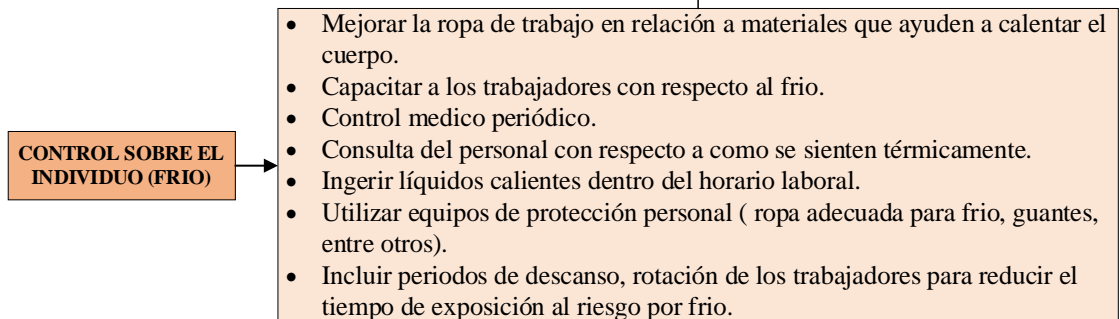 CONTROL SOBRE EL
INDIVIDUO (FRIO)
• Mejorar la ropa de trabajo en relación a materiales que ayuden a calentar el
cuerpo.
• Capacitar a los trabajadores con respecto al frio.
• Control medico periódico.
• Consulta del personal con respecto a como se sienten térmicamente.
• Ingerir líquidos calientes dentro del horario laboral.
• Utilizar equipos de protección personal ( ropa adecuada para frio, guantes,
entre otros).
• Incluir periodos de descanso, rotación de los trabajadores para reducir el
tiempo de exposición al riesgo por frio.